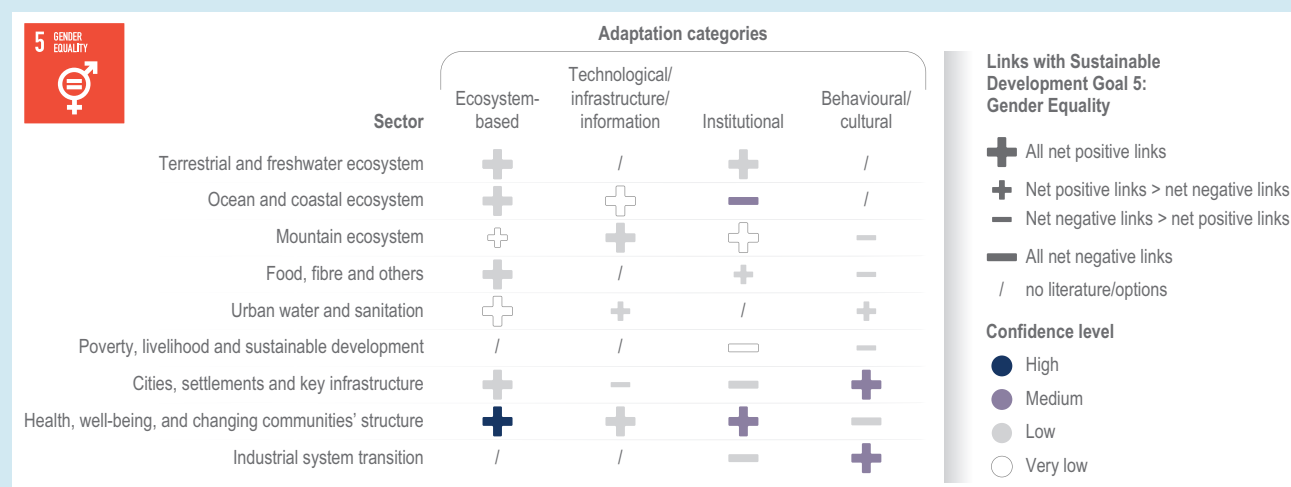 5 GENDER
EQUALITY
Adaptation categories
Sector
Ecosystem-
based
Technological/
infrastructure/
information
Institutional
Behavioural/
cultural
Terrestrial and freshwater ecosystem / /
Ocean and coastal ecosystem /
Mountain ecosystem
Food, fibre and others /
Urban water and sanitation /
Poverty, livelihood and sustainable development / /
Cities, settlements and key infrastructure
Health, well-being, and changing communities’ structure
Industrial system transition / /
Links with Sustainable
Development Goal 5:
Gender Equality
All net positive links
Net positive links > net negative links
Net negative links > net positive links
All net negative links
/ no literature/options
Confidence level
High
Medium
Low
Very low